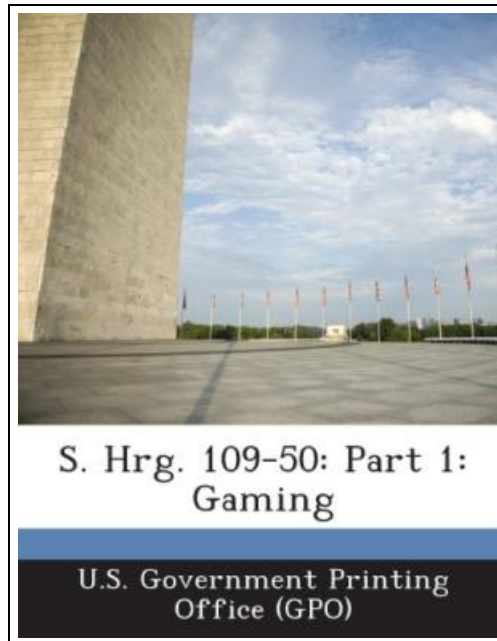 S. Hrg. 109-50: Part 1:
Gaming
U.S. Government Printing
Office (GPO)